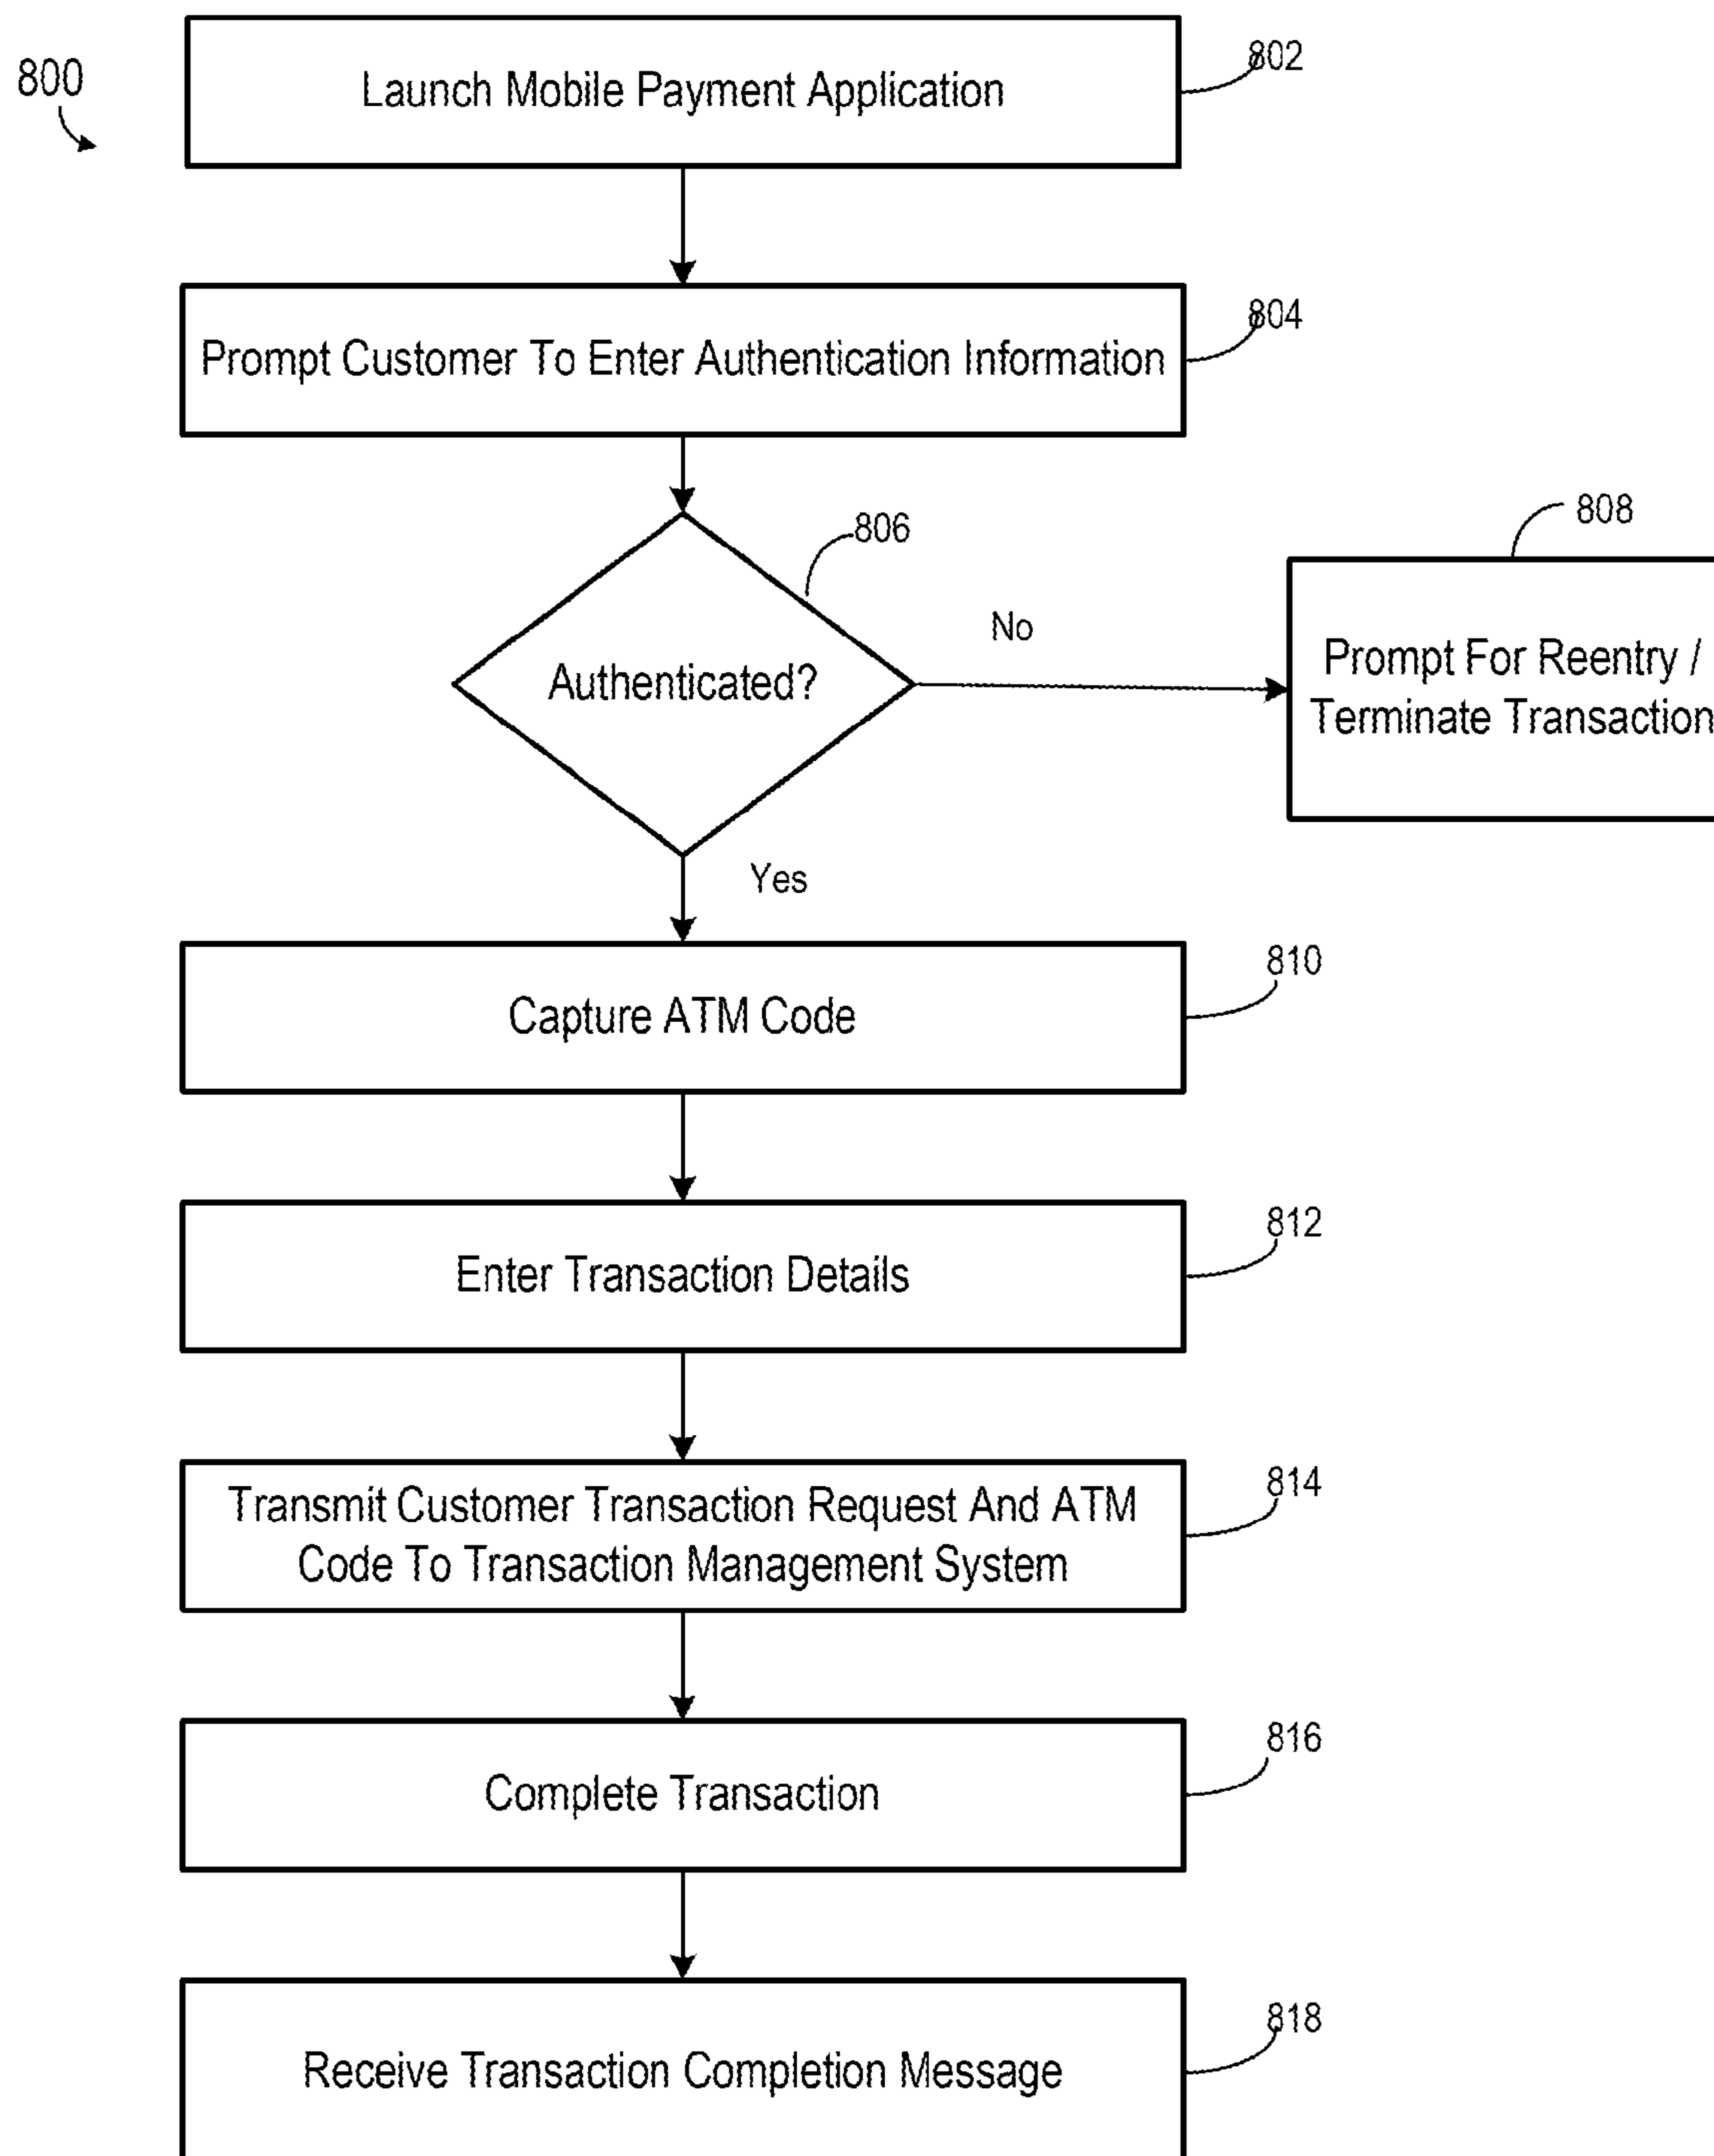 800
Launch Mobile Payment Application
802
Prompt Customer To Enter Authentication Information
804
Authenticated?
806
No
Prompt For Reentry /
Terminate Transaction
808
Yes
Capture ATM Code
810
Enter Transaction Details
812
Transmit Customer Transaction Request And ATM
Code To Transaction Management System
814
Complete Transaction
816
Receive Transaction Completion Message
818